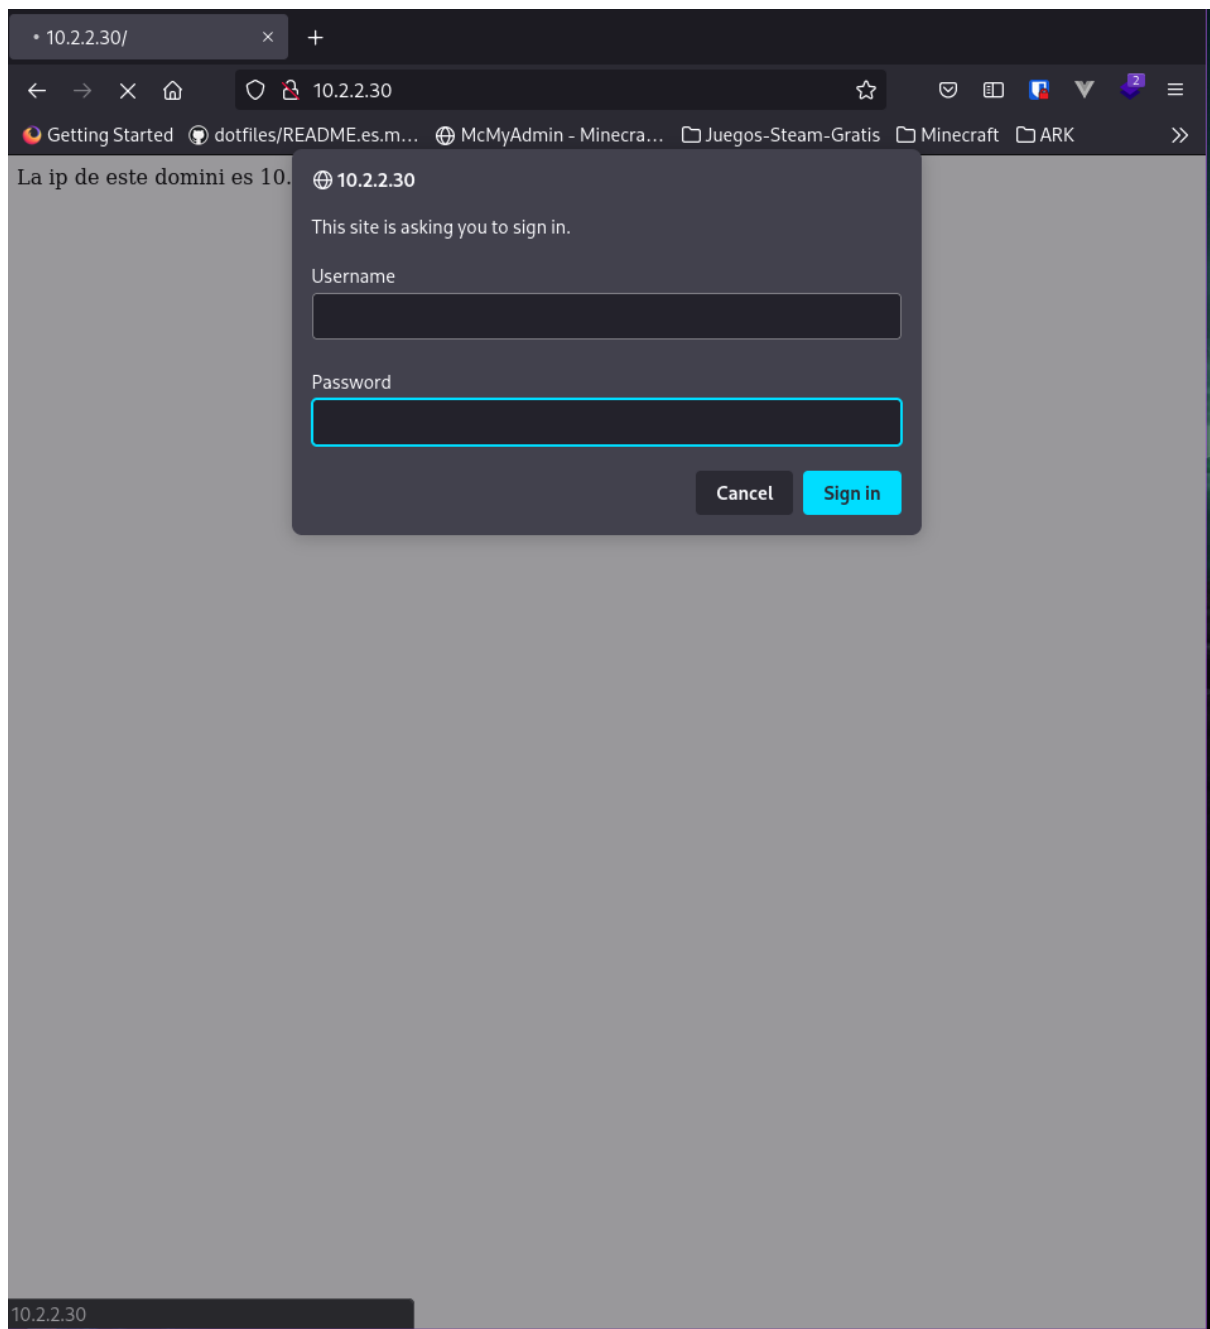 10.2.2.30/
10.2.2.30
2
Getting Started dotfiles/README.es.m... McMyAdmin - Minecra... Juegos-Steam-Gratis Minecraft ARK
La ip de este domini es 10.
10.2.2.30
This site is asking you to sign in.
Username
Password
Cancel Sign in
10.2.2.30